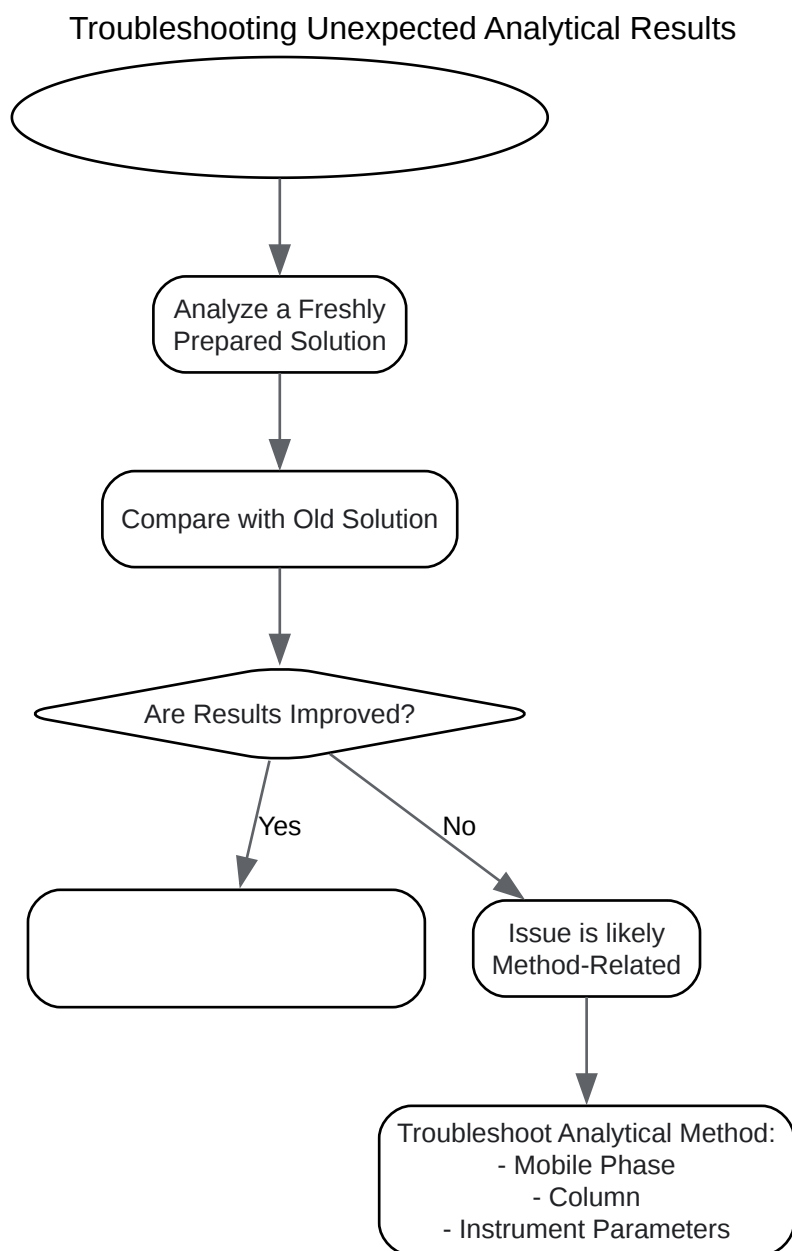 Troubleshooting Unexpected Analytical Results
Analyze a Freshly
Prepared Solution
Compare with Old Solution
Are Results Improved?
Yes
No
Issue is likely
Method-Related
Troubleshoot Analytical Method:
- Mobile Phase
- Column
- Instrument Parameters